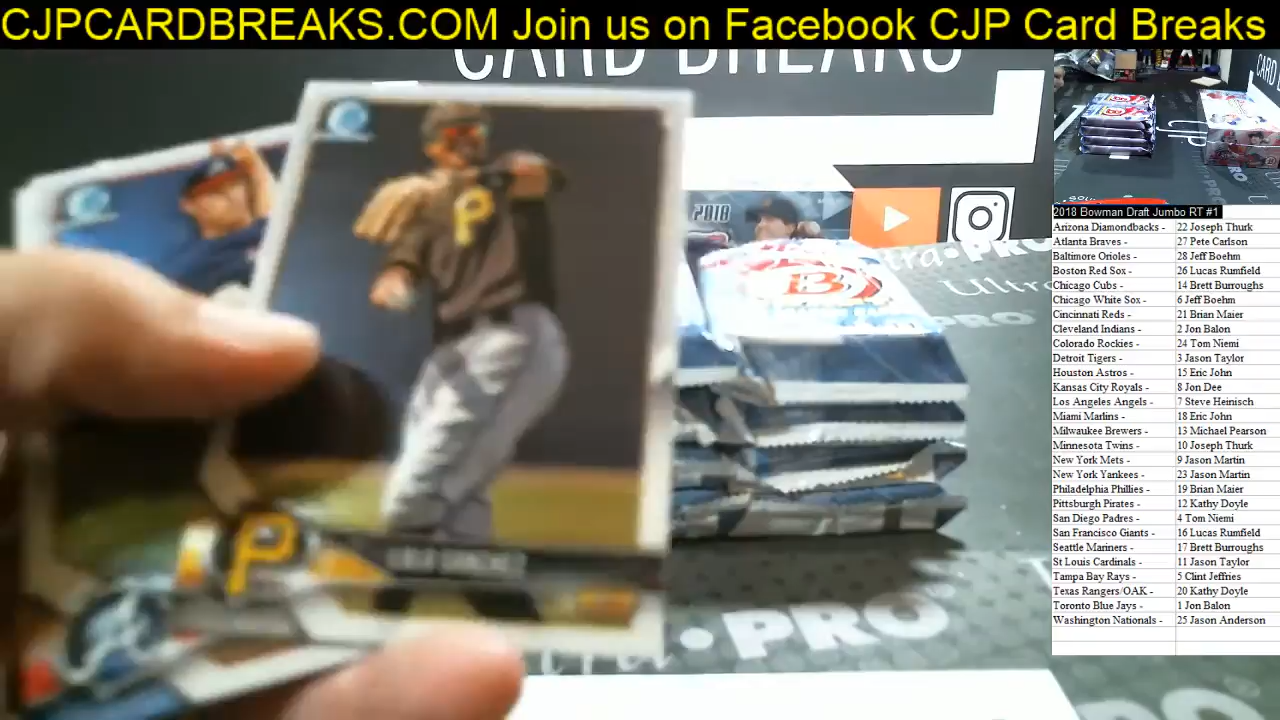 CJPCARDBREAKS.COM Join us on Facebook CJP Card Breaks
CARD BREAKS
2018
B
P
P
Ultra•PRO
PRO
CJP
CARD
2018 Bowman Draft Jumbo RT #1
Arizona Diamondbacks - 22 Joseph Thurk
Atlanta Braves - 27 Pete Carlson
Baltimore Orioles - 28 Jeff Boehm
Boston Red Sox - 26 Lucas Rumfield
Chicago Cubs - 14 Brett Burroughs
Chicago White Sox - 6 Jeff Boehm
Cincinnati Reds - 21 Brian Maier
Cleveland Indians - 2 Jon Balon
Colorado Rockies - 24 Tom Niemi
Detroit Tigers - 3 Jason Taylor
Houston Astros - 15 Eric John
Kansas City Royals - 8 Jon Dee
Los Angeles Angels - 7 Steve Heinisch
Miami Marlins - 18 Eric John
Milwaukee Brewers - 13 Michael Pearson
Minnesota Twins - 10 Joseph Thurk
New York Mets - 9 Jason Martin
New York Yankees - 23 Jason Martin
Philadelphia Phillies - 19 Brian Maier
Pittsburgh Pirates - 12 Kathy Doyle
San Diego Padres - 4 Tom Niemi
San Francisco Giants - 16 Lucas Rumfield
Seattle Mariners - 17 Brett Burroughs
St Louis Cardinals - 11 Jason Taylor
Tampa Bay Rays - 5 Clint Jeffries
Texas Rangers/OAK - 20 Kathy Doyle
Toronto Blue Jays - 1 Jon Balon
Washington Nationals - 25 Jason Anderson